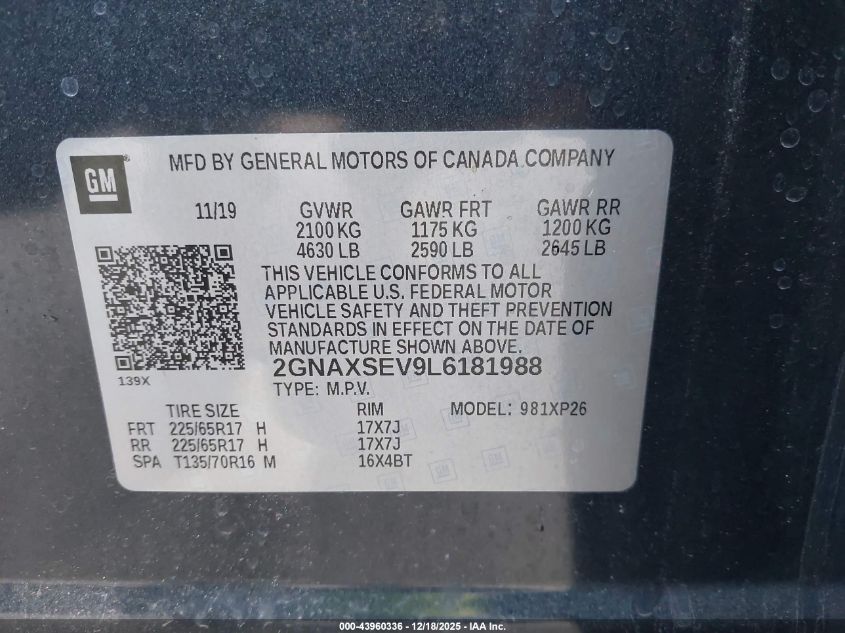 GM
MFD BY GENERAL MOTORS OF CANADA COMPANY
11/19 GVWR GAWR FRT GAWR RR
2100 KG 1175 KG 1200 KG
4630 LB 2590 LB 2645 LB
THIS VEHICLE CONFORMS TO ALL
APPLICABLE U.S. FEDERAL MOTOR
VEHICLE SAFETY AND THEFT PREVENTION
STANDARDS IN EFFECT ON THE DATE OF
MANUFACTURE SHOWN ABOVE.
2GNAXSEV9L6181988
139X
TYPE: M.P.V.
TIRE SIZE RIM MODEL: 981XP26
FRT 225/65R17 H 17X7J
RR 225/65R17 H 17X7J
SPA T135/70R16 M 16X4BT
000-43960336 - 12/18/2025 - IAA Inc.